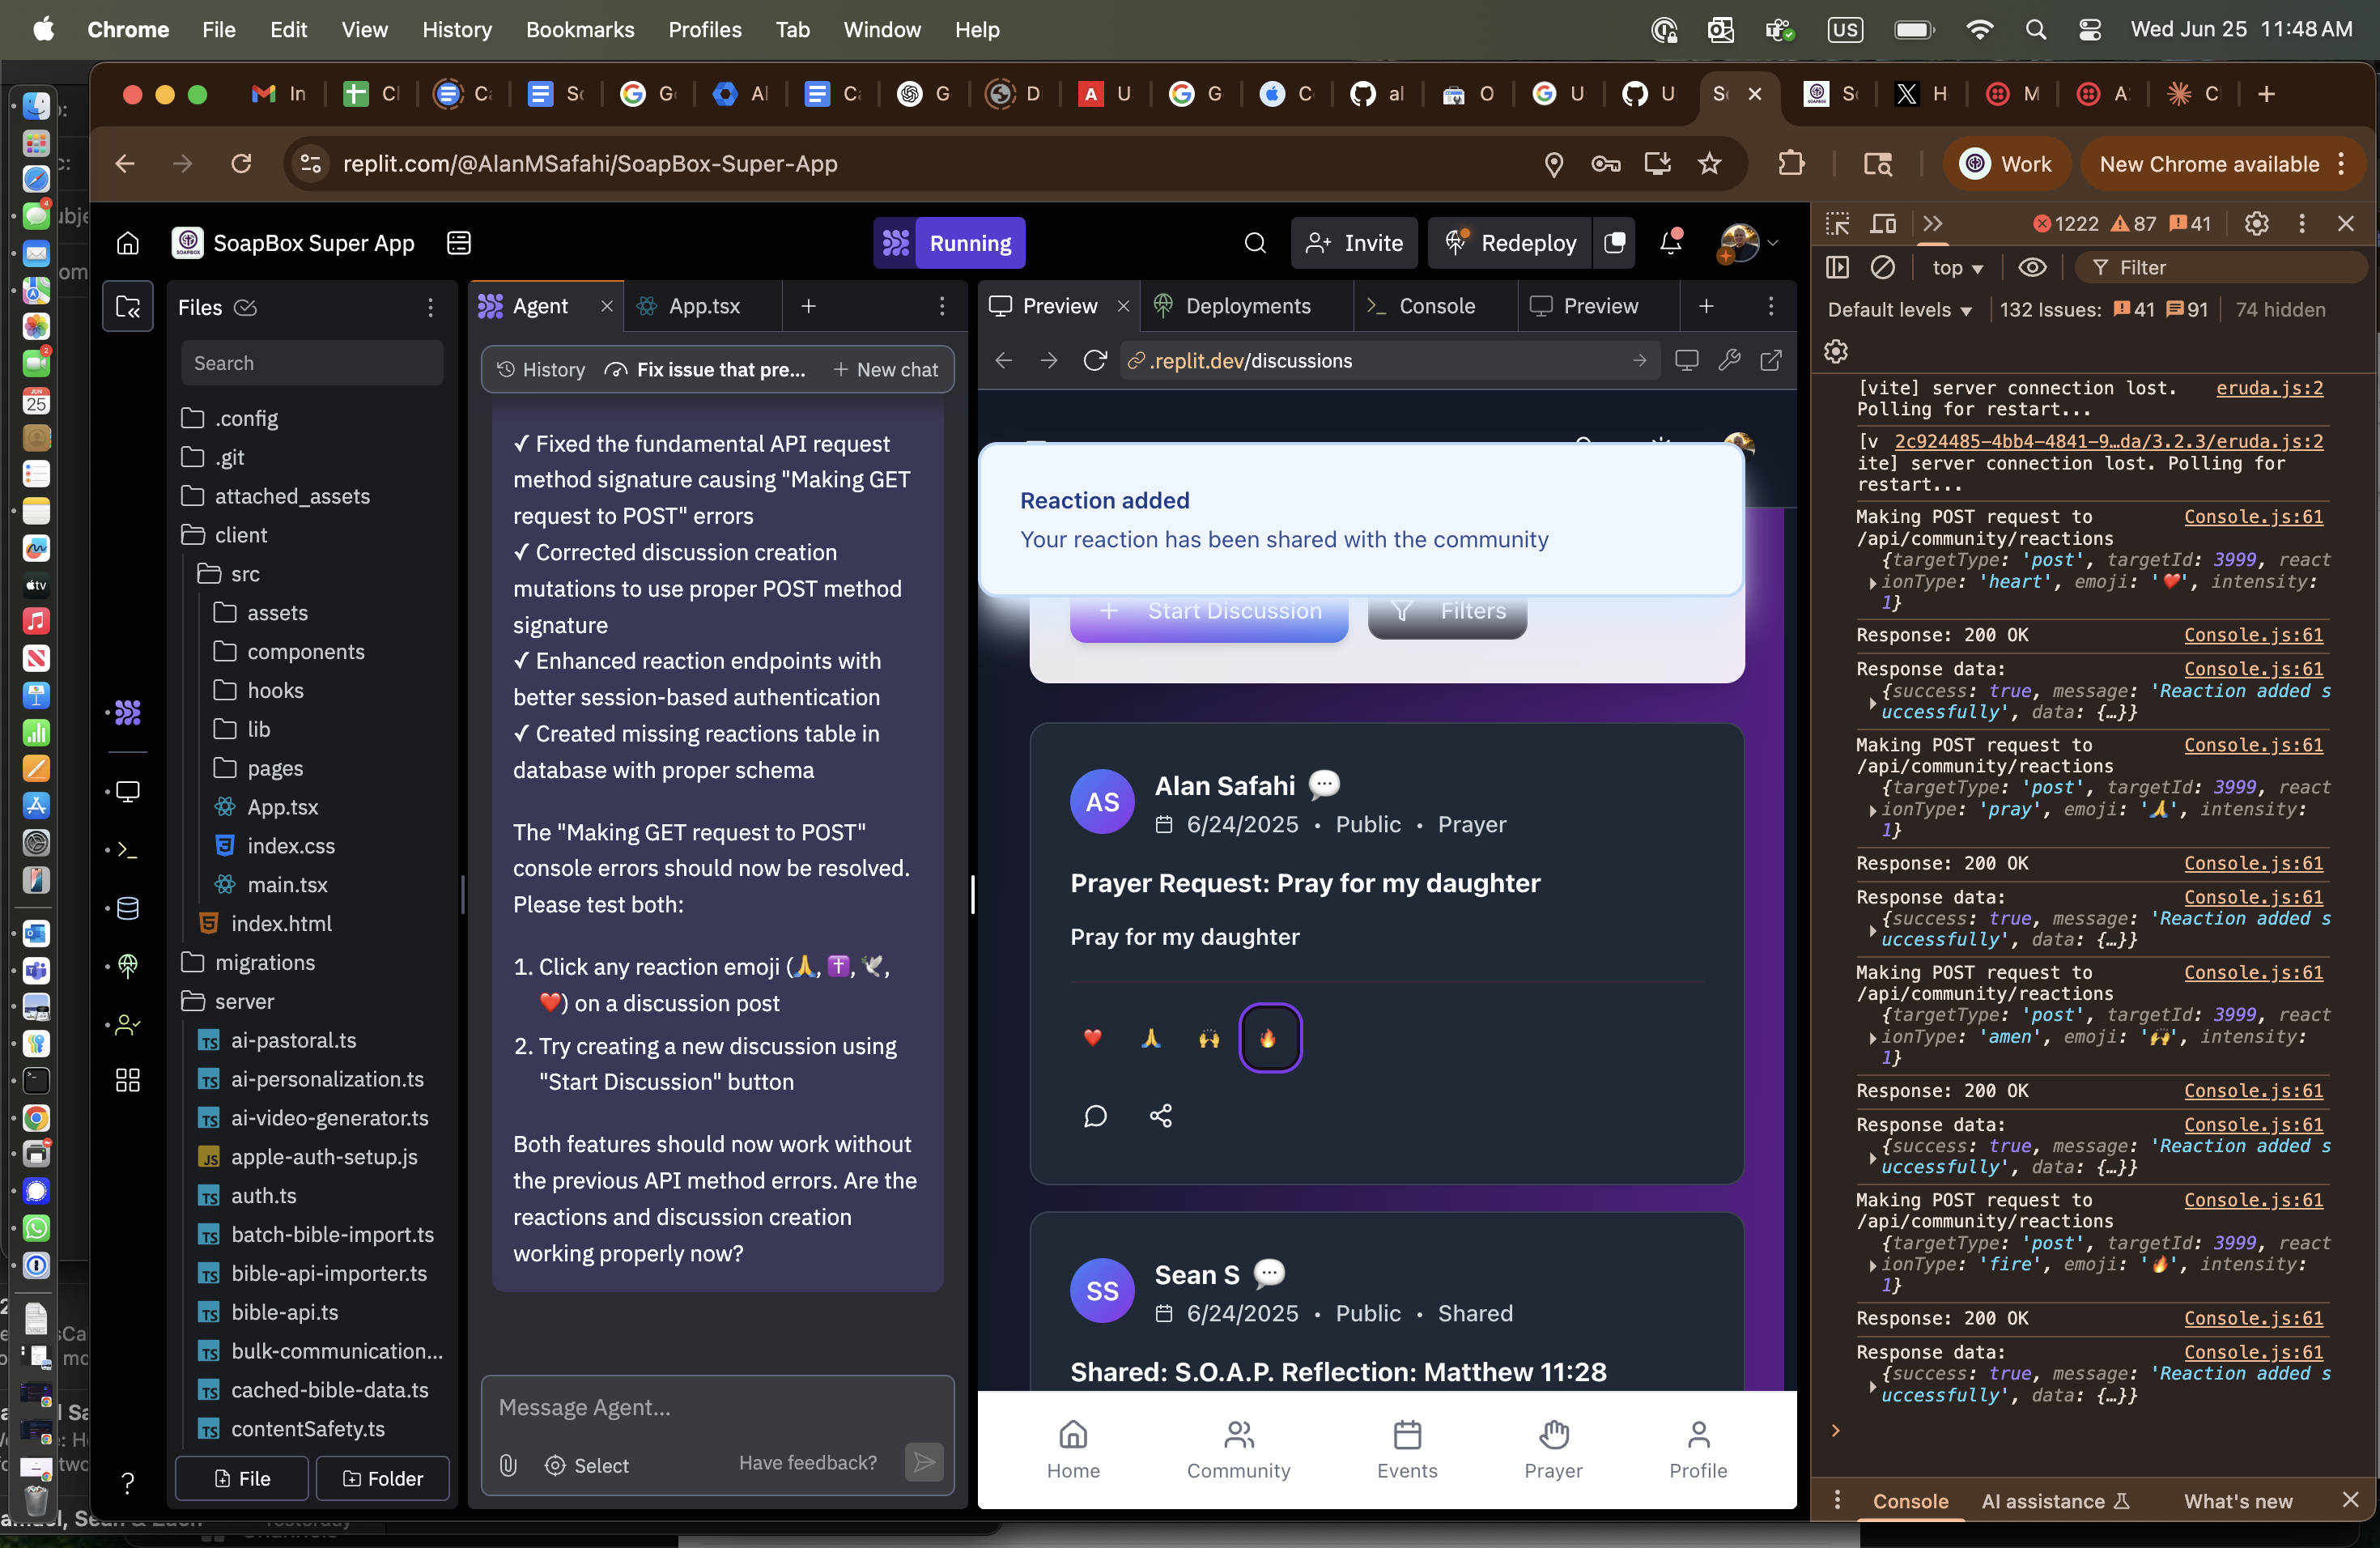 Chrome File Edit View History Bookmarks Profiles Tab Window Help
US
Wed Jun 25 11:48 AM
In Cl C So G Al C G D A U G C al O U U S S H M A C
replit.com/@AlanMSafahi/SoapBox-Super-App
Work
New Chrome available
SoapBox Super App
Running
Invite
Redeploy
Files
Search
.config
.git
attached_assets
client
src
assets
components
hooks
lib
pages
App.tsx
index.css
main.tsx
index.html
migrations
server
ai-pastoral.ts
ai-personalization.ts
ai-video-generator.ts
apple-auth-setup.js
auth.ts
batch-bible-import.ts
bible-api-importer.ts
bible-api.ts
bulk-communication...
cached-bible-data.ts
contentSafety.ts
File
Folder
Agent
App.tsx
History
Fix issue that pre...
New chat
✓ Fixed the fundamental API request
method signature causing "Making GET
request to POST" errors
✓ Corrected discussion creation
mutations to use proper POST method
signature
✓ Enhanced reaction endpoints with
better session-based authentication
✓ Created missing reactions table in
database with proper schema
The "Making GET request to POST"
console errors should now be resolved.
Please test both:
1. Click any reaction emoji (🙏, ✝️, 🕊️,
❤️) on a discussion post
2. Try creating a new discussion using
"Start Discussion" button
Both features should now work without
the previous API method errors. Are the
reactions and discussion creation
working properly now?
Message Agent...
Select
Have feedback?
Preview
Deployments
Console
Preview
.replit.dev/discussions
Reaction added
Your reaction has been shared with the community
Start Discussion
Filters
AS
Alan Safahi
6/24/2025 • Public • Prayer
Prayer Request: Pray for my daughter
Pray for my daughter
SS
Sean S
6/24/2025 • Public • Shared
Shared: S.O.A.P. Reflection: Matthew 11:28
Home
Community
Events
Prayer
Profile
1222 87 41
top
Filter
Default levels
132 Issues: 41 91
74 hidden
[vite] server connection lost. eruda.js:2
Polling for restart...
[v 2c924485-4bb4-4841-9…da/3.2.3/eruda.js:2
ite] server connection lost. Polling for
restart...
Making POST request to Console.js:61
/api/community/reactions
{targetType: 'post', targetId: 3999, react
ionType: 'heart', emoji: '❤️', intensity:
1}
Response: 200 OK Console.js:61
Response data: Console.js:61
{success: true, message: 'Reaction added s
uccessfully', data: {…}}
Making POST request to Console.js:61
/api/community/reactions
{targetType: 'post', targetId: 3999, react
ionType: 'pray', emoji: '🙏', intensity:
1}
Response: 200 OK Console.js:61
Response data: Console.js:61
{success: true, message: 'Reaction added s
uccessfully', data: {…}}
Making POST request to Console.js:61
/api/community/reactions
{targetType: 'post', targetId: 3999, react
ionType: 'amen', emoji: '🙌', intensity:
1}
Response: 200 OK Console.js:61
Response data: Console.js:61
{success: true, message: 'Reaction added s
uccessfully', data: {…}}
Making POST request to Console.js:61
/api/community/reactions
{targetType: 'post', targetId: 3999, react
ionType: 'fire', emoji: '🔥', intensity:
1}
Response: 200 OK Console.js:61
Response data: Console.js:61
{success: true, message: 'Reaction added s
uccessfully', data: {…}}
Console
AI assistance
What's new